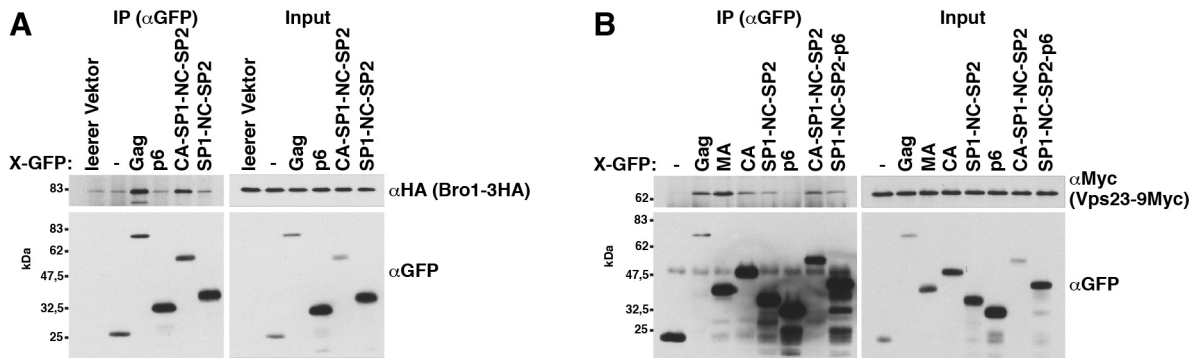 A
IP (αGFP)
Input
X-GFP:
leerer Vektor
-
Gag
p6
CA-SP1-NC-SP2
SP1-NC-SP2
leerer Vektor
-
Gag
p6
CA-SP1-NC-SP2
SP1-NC-SP2
83
αHA (Bro1-3HA)
kDa
83
62
47,5
32,5
25
αGFP
B
IP (αGFP)
Input
X-GFP:
-
Gag
MA
CA
SP1-NC-SP2
p6
CA-SP1-NC-SP2
SP1-NC-SP2-p6
-
Gag
MA
CA
SP1-NC-SP2
p6
CA-SP1-NC-SP2
SP1-NC-SP2-p6
62
αMyc
(Vps23-9Myc)
kDa
83
62
47,5
32,5
25
αGFP